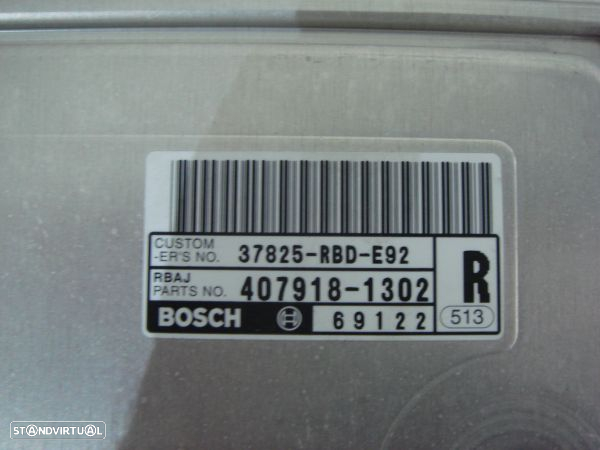 CUSTOM
-ER'S NO. 37825-RBD-E92
RBAJ
PARTS NO. 407918-1302
R
BOSCH 69122 513
STANDVIRTUAL